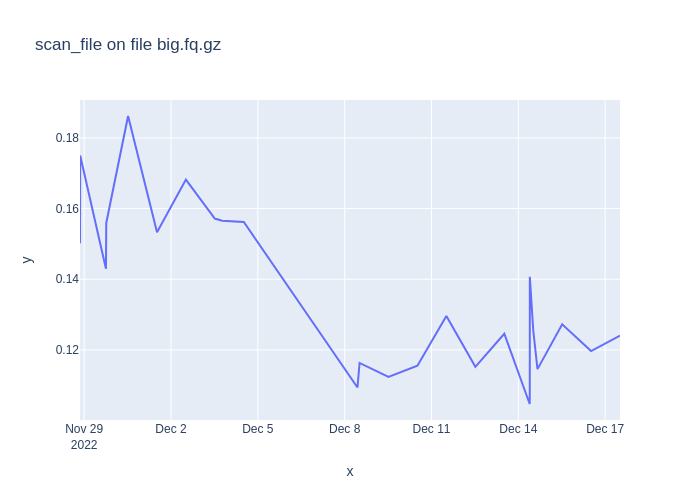 scan_file on file big.fq.gz
0.18
0.16
0.14
0.12
y
Nov 29
2022
Dec 2
Dec 5
Dec 8
Dec 11
Dec 14
Dec 17
x